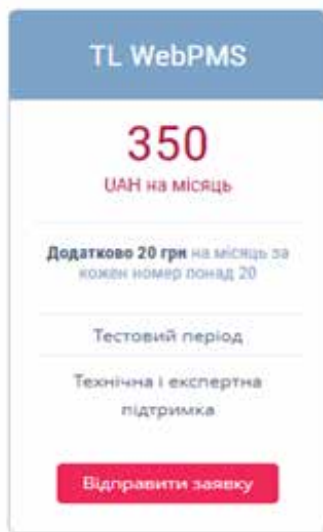 TL WebPMS
350
UAH на місяць
Додатково 20 грн на місяць за
кожен номер понад 20
Тестовий період
Технічна і експертна
підтримка
Відправити заявку